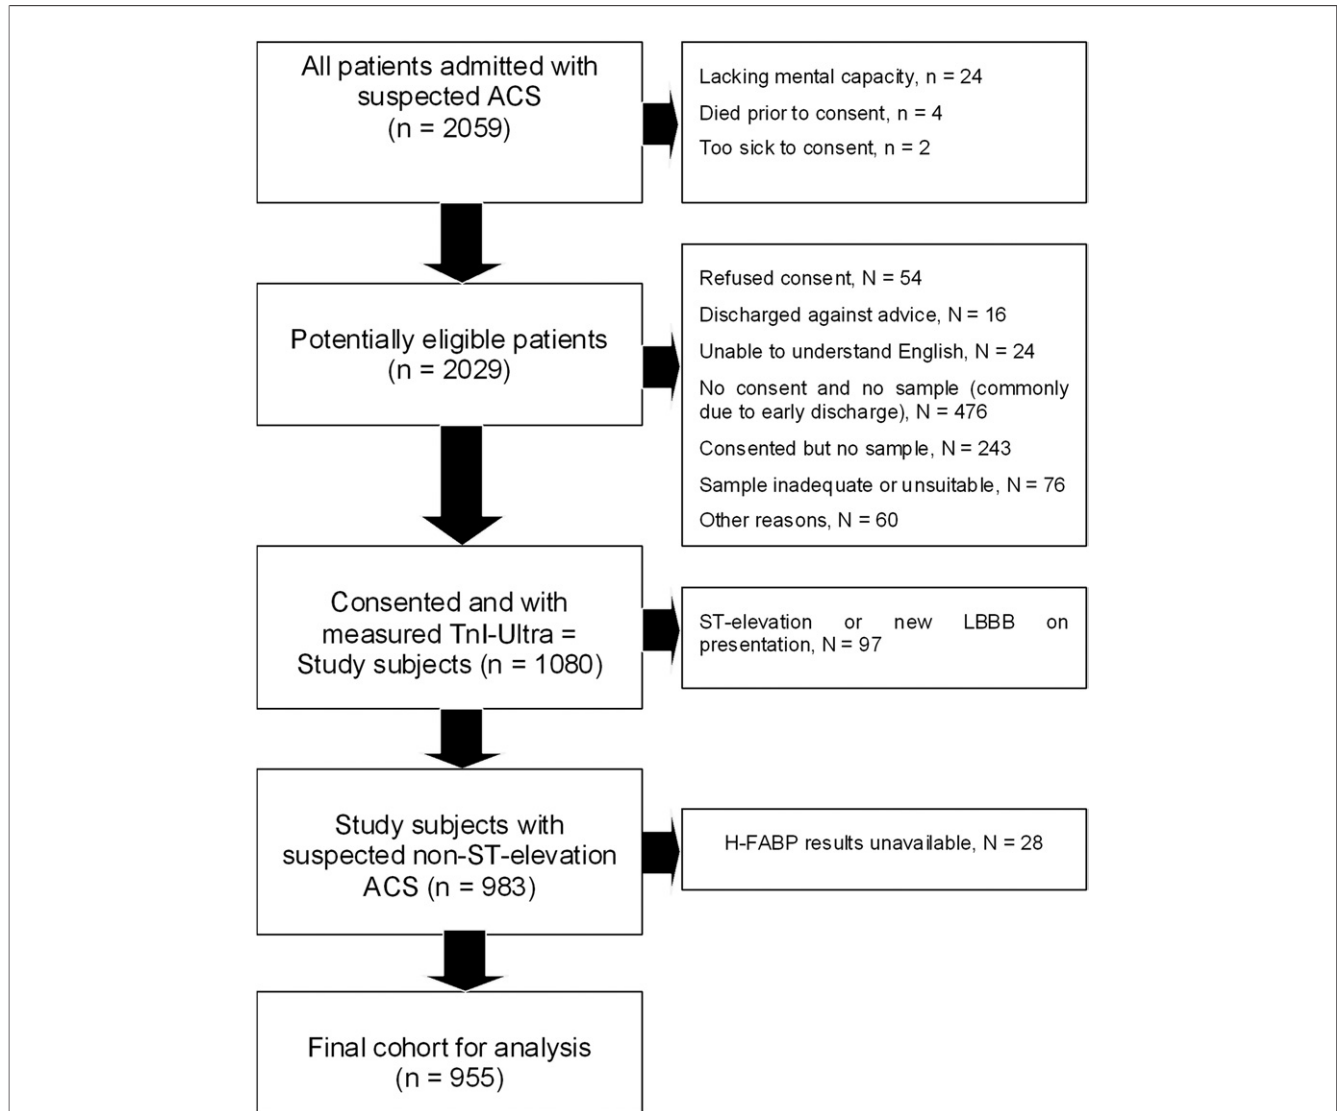 All patients admitted with
suspected ACS
(n = 2059)
Lacking mental capacity, n = 24
Died prior to consent, n = 4
Too sick to consent, n = 2
Potentially eligible patients
(n = 2029)
Refused consent, N = 54
Discharged against advice, N = 16
Unable to understand English, N = 24
No consent and no sample (commonly
due to early discharge), N = 476
Consented but no sample, N = 243
Sample inadequate or unsuitable, N = 76
Other reasons, N = 60
Consented and with
measured TnI-Ultra =
Study subjects (n = 1080)
ST-elevation or new LBBB on
presentation, N = 97
Study subjects with
suspected non-ST-elevation
ACS (n = 983)
H-FABP results unavailable, N = 28
Final cohort for analysis
(n = 955)